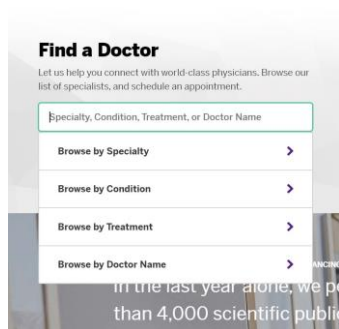 Find a Doctor
Let us help you connect with world-class physicians. Browse our
list of specialists, and schedule an appointment.
Specialty, Condition, Treatment, or Doctor Name
Browse by Specialty
Browse by Condition
Browse by Treatment
Browse by Doctor Name
In the last year alone, we
than 4,000 scientific